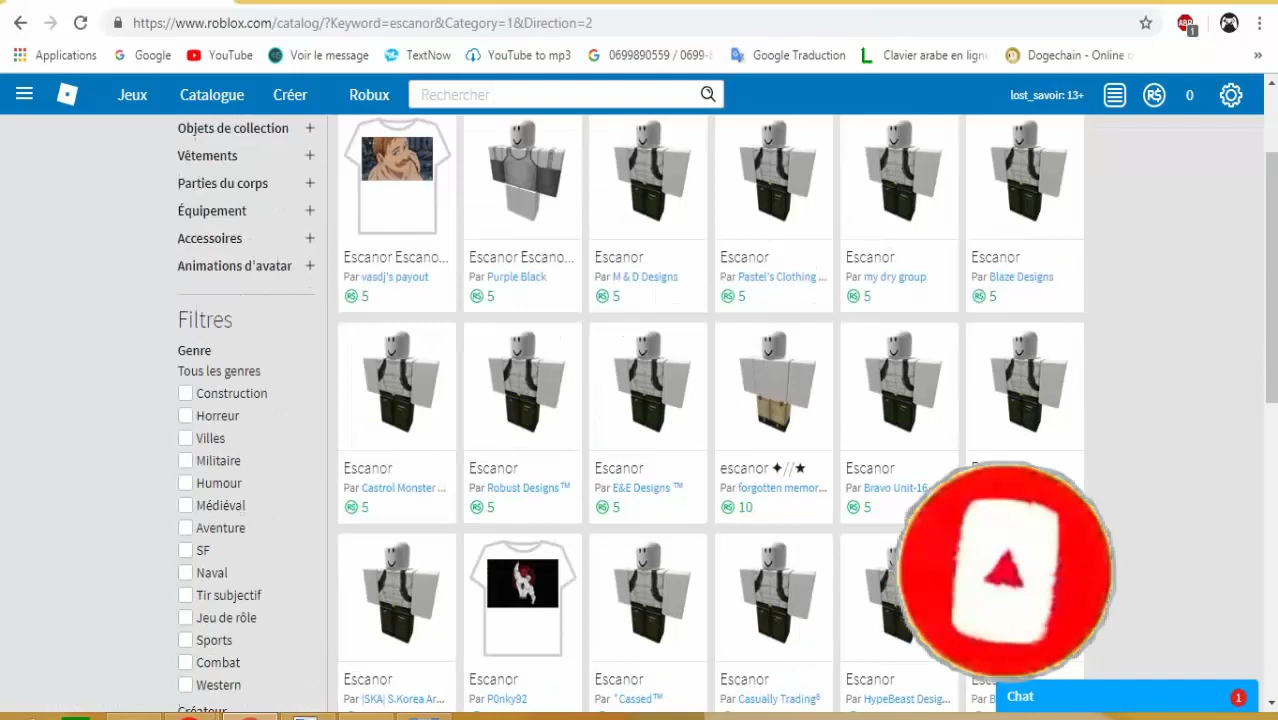 https://www.roblox.com/catalog/?Keyword=escanor&Category=1&Direction=2
ABP
1
Applications Google YouTube Voir le message TextNow YouTube to mp3 0699890559 / 0699- Google Traduction Clavier arabe en lign Dogechain - Online »
Jeux Catalogue Créer Robux Rechercher lost_savoir: 13+ 0
Objets de collection +
Vêtements +
Parties du corps +
Équipement +
Accessoires +
Animations d'avatar +
Filtres
Genre
Tous les genres
Construction
Horreur
Villes
Militaire
Humour
Médiéval
Aventure
SF
Naval
Tir subjectif
Jeu de rôle
Sports
Combat
Western
Créateur
Escanor Escano...
Par vasdj's payout
5
Escanor Escano...
Par Purple Black
5
Escanor
Par M & D Designs
5
Escanor
Par Pastel's Clothing ...
5
Escanor
Par my dry group
5
Escanor
Par Blaze Designs
5
Escanor
Par Castrol Monster ...
5
Escanor
Par Robust Designs™
5
Escanor
Par E&E Designs ™
5
escanor ✦//★
Par forgotten memor...
10
Escanor
Par Bravo Unit-16
5
Escanor
Par |SKA| S.Korea Ar...
Escanor
Par P0nky92
Escanor
Par "Cassed™
Escanor
Par Casually Trading®
Escanor
Par HypeBeast Desig...
Chat 1